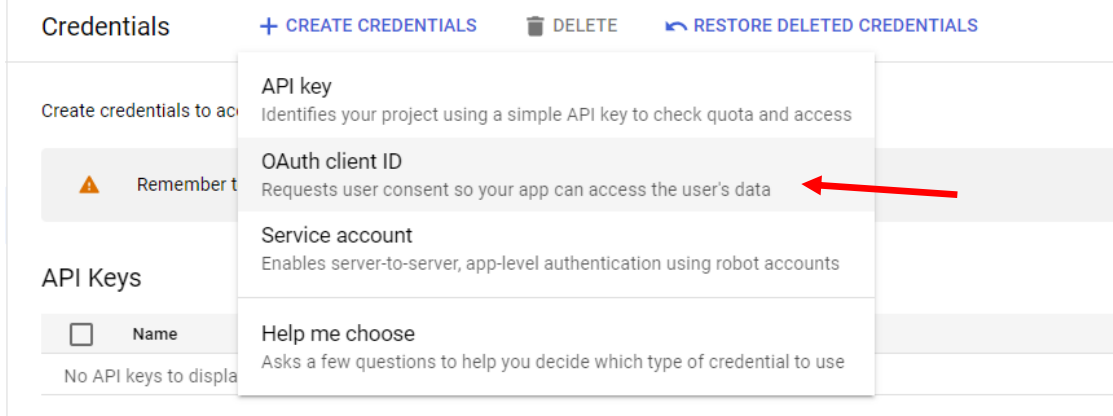 Credentials
+ CREATE CREDENTIALS
DELETE
RESTORE DELETED CREDENTIALS
API key
Create credentials to
Identifies your project using a simple API key to check quota and access
OAuth client ID
Remember
Requests user consent so your app can access the user's data
Service account
Enables server-to-server, app-level authentication using robot accounts
API Keys
Name
Help me choose
Asks a few questions to help you decide which type of credential to use
No API keys to